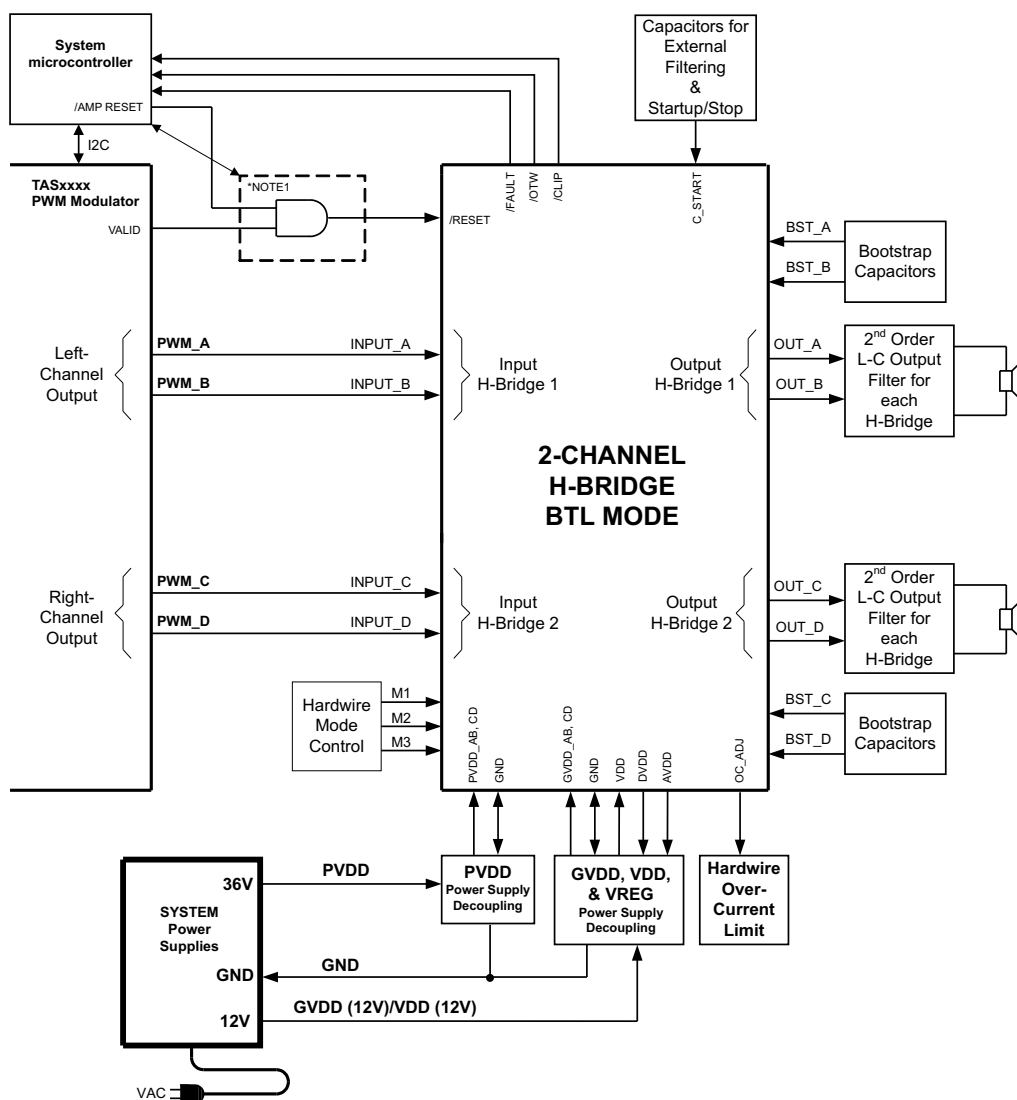 System
microcontroller
/AMP RESET
I2C
Capacitors for
External
Filtering
&
Startup/Stop
TASxxxx
PWM Modulator
VALID
*NOTE1
/RESET
/FAULT
/OTW
/CLIP
C_START
BST_A
BST_B
Bootstrap
Capacitors
Left-
Channel
Output
PWM_A
PWM_B
INPUT_A
INPUT_B
Input
H-Bridge 1
Output
H-Bridge 1
OUT_A
OUT_B
2nd Order
L-C Output
Filter for
each
H-Bridge
2-CHANNEL
H-BRIDGE
BTL MODE
Right-
Channel
Output
PWM_C
PWM_D
INPUT_C
INPUT_D
Input
H-Bridge 2
Output
H-Bridge 2
OUT_C
OUT_D
2nd Order
L-C Output
Filter for
each
H-Bridge
Hardwire
Mode
Control
M1
M2
M3
PVDD_AB, CD
GND
GVDD_AB, CD
GND
VDD
DVDD
AVDD
OC_ADJ
BST_C
BST_D
Bootstrap
Capacitors
36V
SYSTEM
Power
Supplies
GND
12V
PVDD
PVDD
Power Supply
Decoupling
GVDD, VDD,
& VREG
Power Supply
Decoupling
Hardwire
Over-
Current
Limit
GND
GVDD (12V)/VDD (12V)
VAC